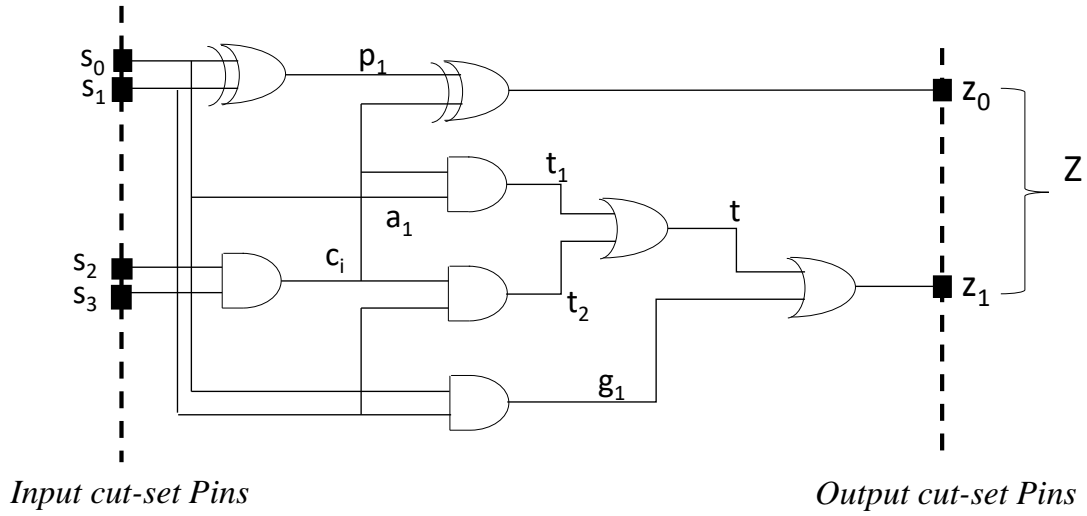 s0
s1
p1
z0
Z
t1
a1
t
s2
s3
ci
t2
z1
g1
Input cut-set Pins
Output cut-set Pins